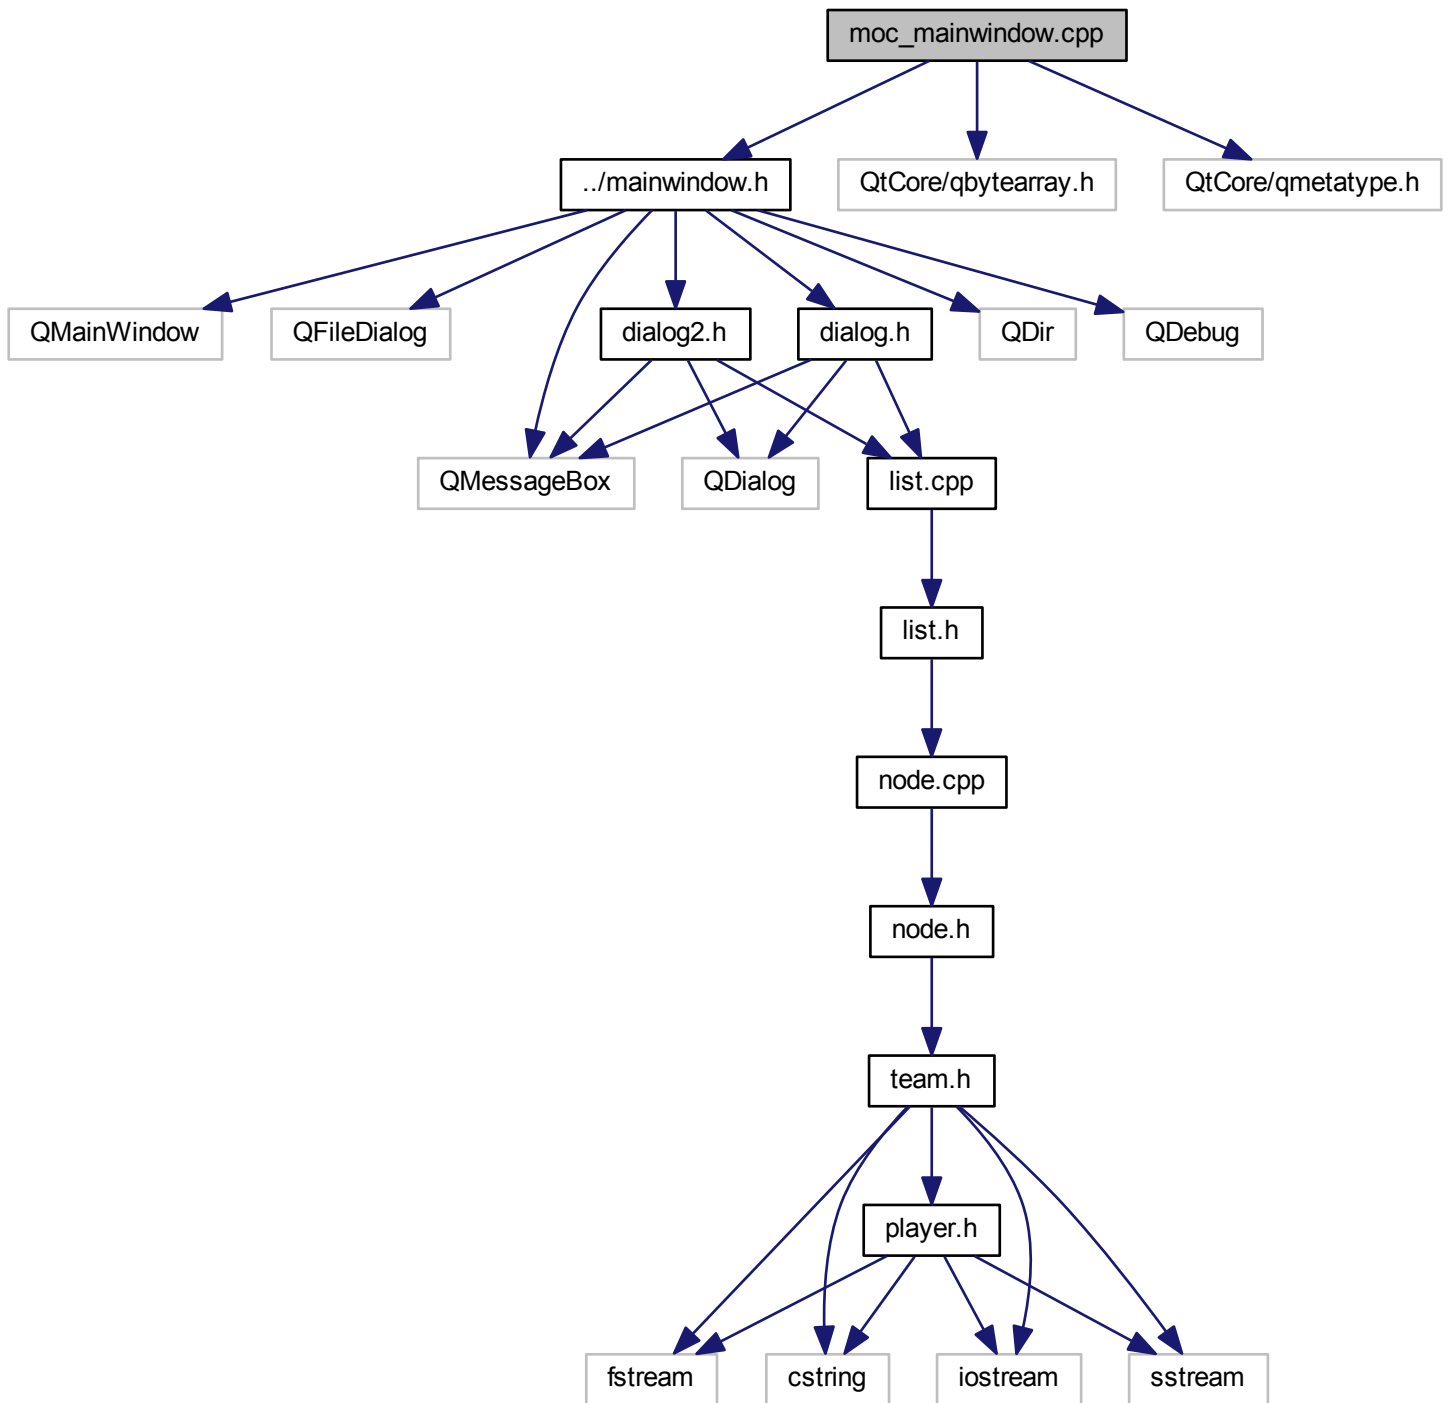 moc_mainwindow.cpp
../mainwindow.h
QtCore/qbytearray.h
QtCore/qmetatype.h
QMainWindow
QFileDialog
dialog2.h
dialog.h
QDir
QDebug
QMessageBox
QDialog
list.cpp
list.h
node.cpp
node.h
team.h
player.h
fstream
cstring
iostream
sstream